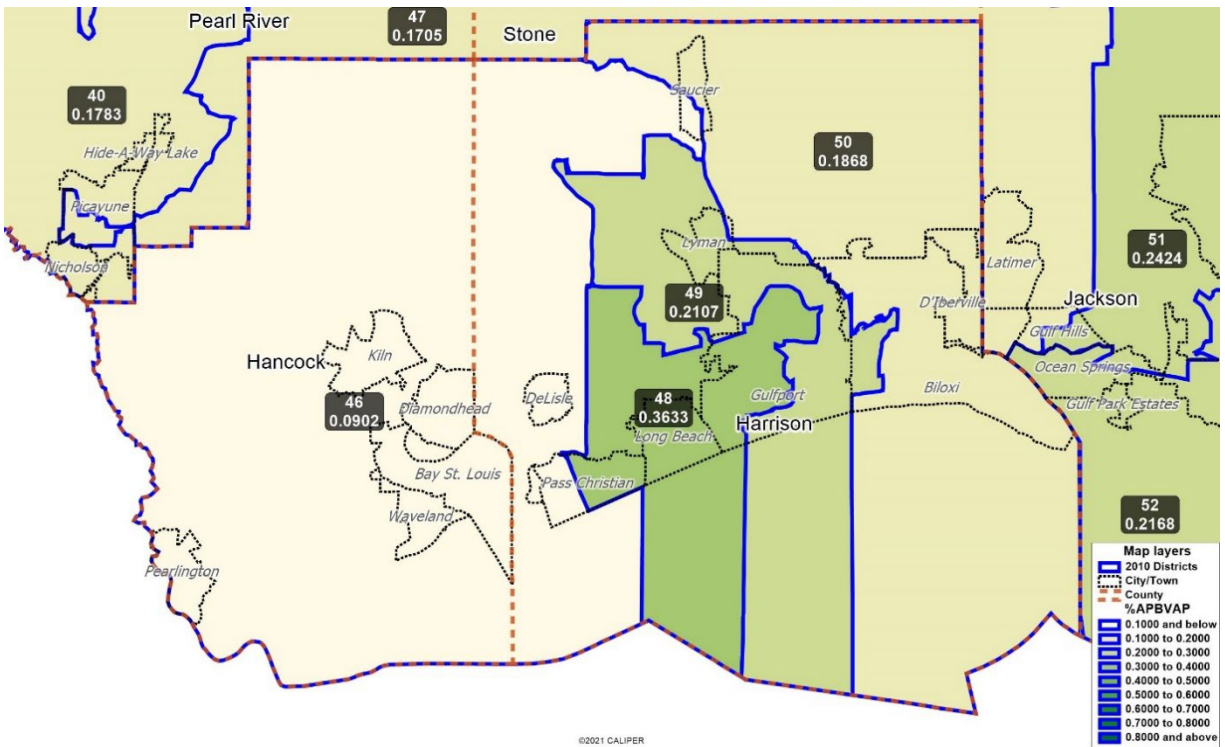 Pearl River
47
0.1705
Stone
40
0.1783
Saucier
Hide-A-Way Lake
50
0.1868
Picayune
Nicholson
Lyman
Latimer
51
0.2424
49
0.2107
D'Iberville
Jackson
Gulf Hills
Hancock
Kiln
Ocean Springs
46
0.0902
Diamondhead
DeLisle
48
0.3633
Gulfport
Biloxi
Gulf Park Estates
Long Beach
Harrison
Bay St. Louis
Pass Christian
Waveland
52
0.2168
Pearlington
Map layers
2010 Districts
City/Town
County
%APBVAP
0.1000 and below
0.1000 to 0.2000
0.2000 to 0.3000
0.3000 to 0.4000
0.4000 to 0.5000
0.5000 to 0.6000
0.6000 to 0.7000
0.7000 to 0.8000
0.8000 and above
©2021 CALIPER